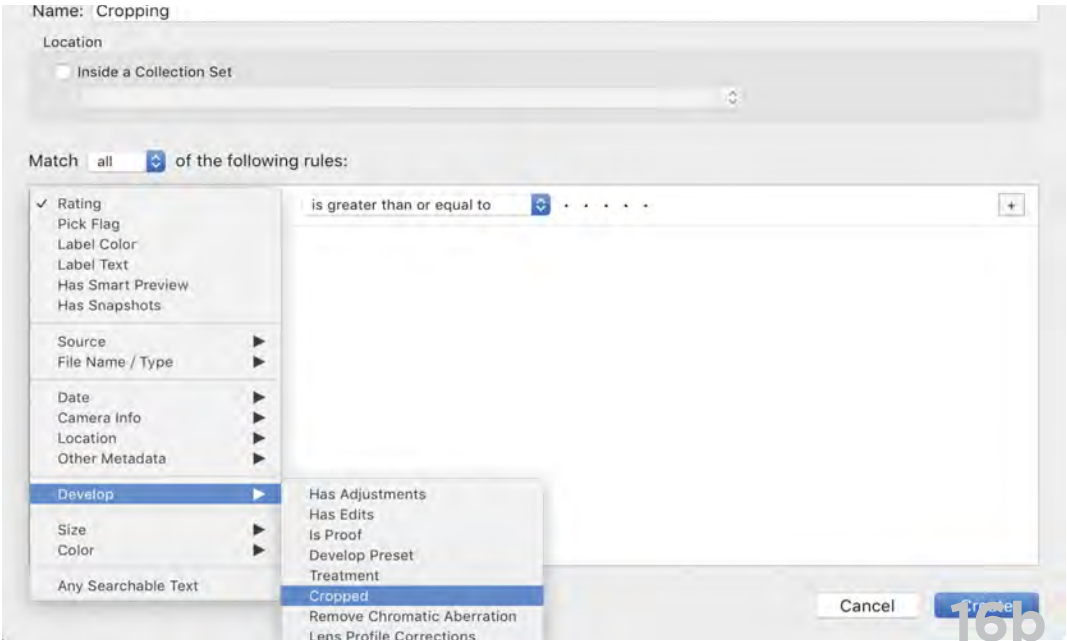 Name: Cropping
Location
Inside a Collection Set
Match all of the following rules:
✓ Rating
is greater than or equal to · · · · ·
+
Pick Flag
Label Color
Label Text
Has Smart Preview
Has Snapshots
Source ▶
File Name / Type ▶
Date ▶
Camera Info ▶
Location ▶
Other Metadata ▶
Develop ▶
Size ▶
Color ▶
Any Searchable Text
Has Adjustments
Has Edits
Is Proof
Develop Preset
Treatment
Cropped
Remove Chromatic Aberration
Lens Profile Corrections
Cancel
Create
16b